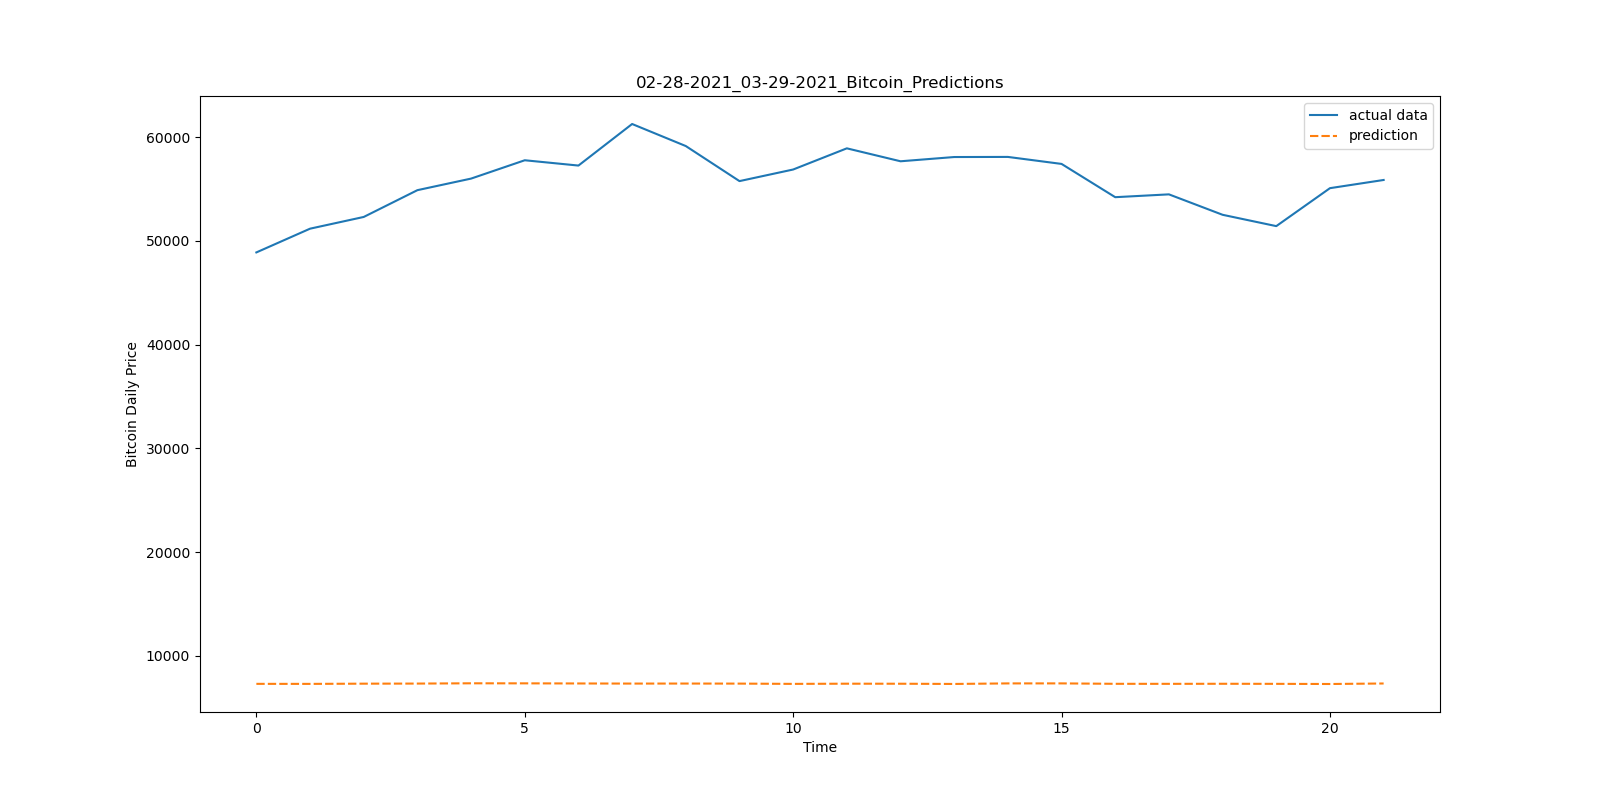 02-28-2021_03-29-2021_Bitcoin_Predictions
actual data
prediction
60000
50000
40000
30000
20000
10000
Bitcoin Daily Price
0 5 10 15 20
Time